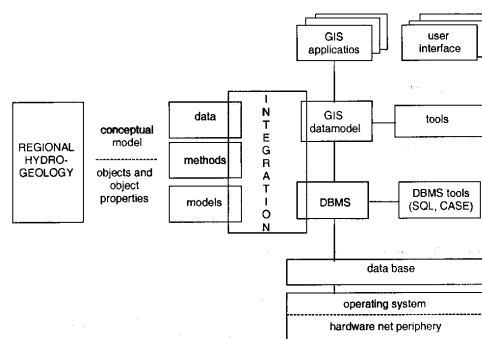 GIS
applicatios
user
interface
REGIONAL
HYDRO-
GEOLOGY
conceptual
model
objects and
object
properties
data
methods
models
INTEGRATION
GIS
datamodel
tools
DBMS
DBMS tools
(SQL, CASE)
data base
operating system
hardware net periphery